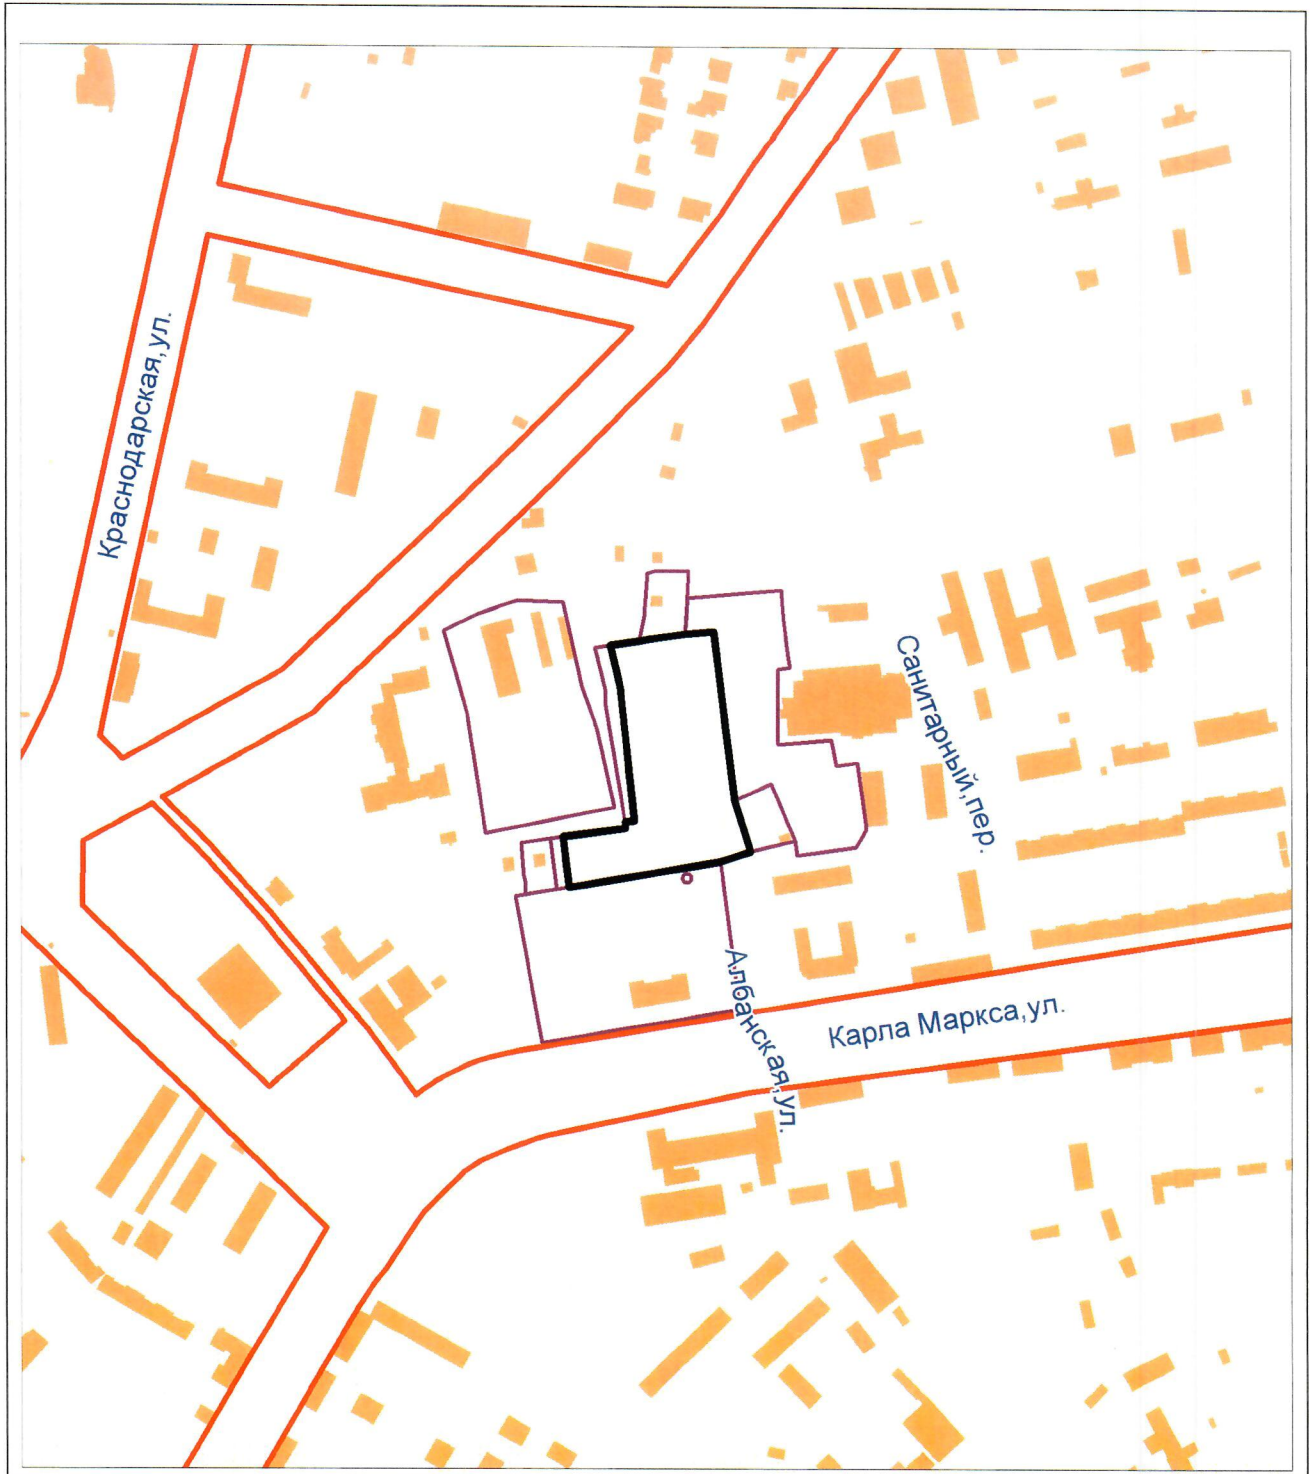 Краснодарская,ул.
Санитарный,пер.
Албанская,ул.
Карла Маркса,ул.